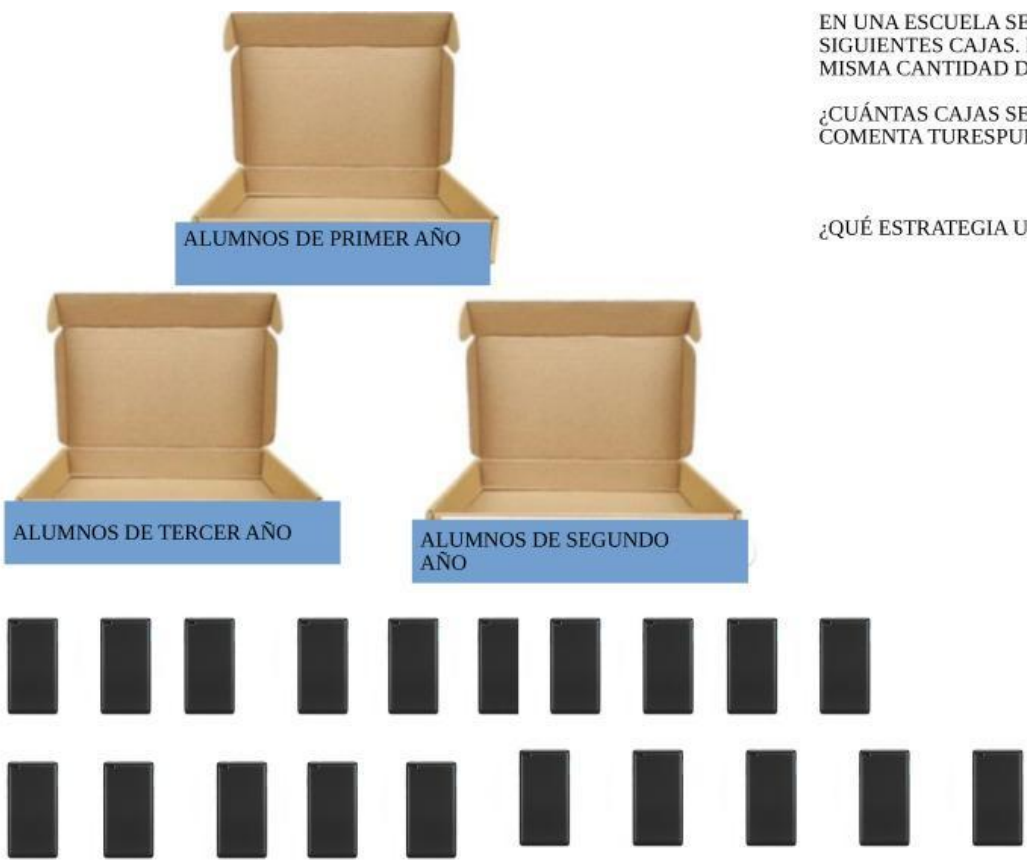 EN UNA ESCUELA SE
SIGUIENTES CAJAS.
MISMA CANTIDAD
¿CUÁNTAS CAJAS SE
COMENTA
¿QUÉ ESTRATEGIA
ALUMNOS DE PRIMER AÑO
ALUMNOS DE TERCER AÑO
ALUMNOS DE SEGUNDO
AÑO